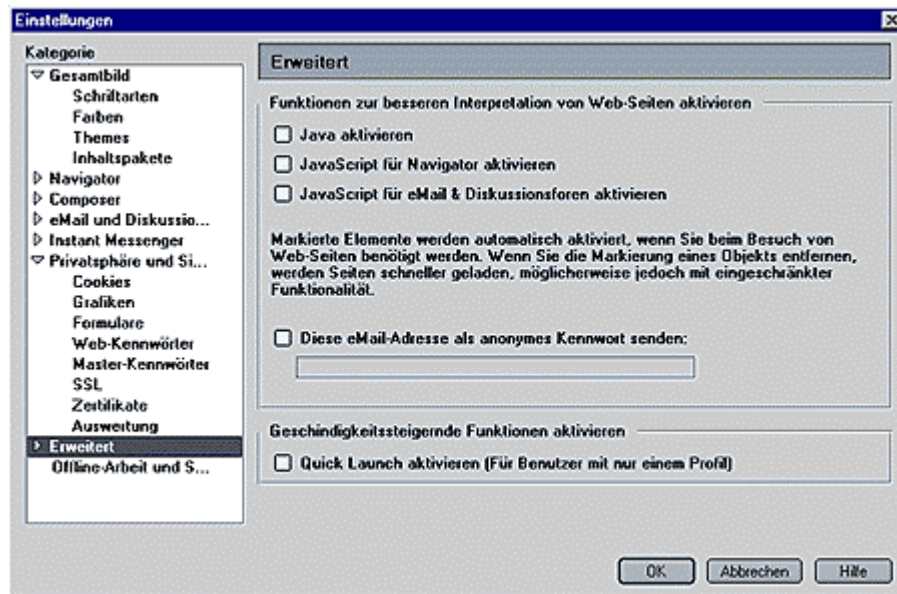 Einstellungen
Kategorie
Gesamtbild
Schriftarten
Farben
Themes
Inhaltspakete
Navigator
Composer
eMail und Diskussio...
Instant Messenger
Privatsphäre und Si...
Cookies
Grafiken
Formulare
Web-Kennwörter
Master-Kennwörter
SSL
Zertifikate
Auswertung
Erweitert
Offline-Arbeit und S...
Erweitert
Funktionen zur besseren Interpretation von Web-Seiten aktivieren
Java aktivieren
JavaScript für Navigator aktivieren
JavaScript für eMail & Diskussionsforen aktivieren
Markierte Elemente werden automatisch aktiviert, wenn Sie beim Besuch von
Web-Seiten benötigt werden. Wenn Sie die Markierung eines Objekts entfernen,
werden Seiten schneller geladen, möglicherweise jedoch mit eingeschränkter
Funktionalität.
Diese eMail-Adresse als anonymes Kennwort senden:
Geschindigkeitssteigernde Funktionen aktivieren
Quick Launch aktivieren (Für Benutzer mit nur einem Profil)
OK
Abbrechen
Hilfe